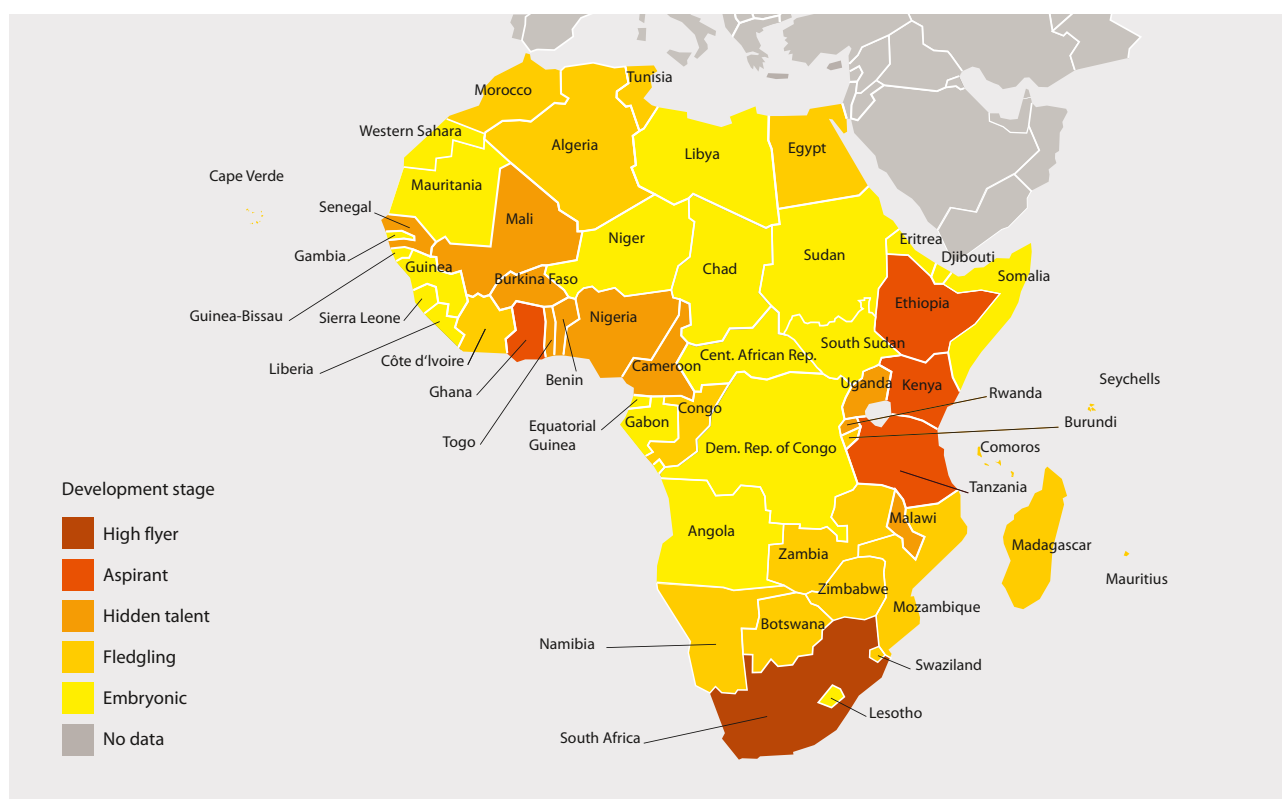 Tunisia
Morocco
Western Sahara
Algeria
Libya
Egypt
Cape Verde
Mauritania
Senegal
Mali
Niger
Chad
Sudan
Eritrea
Djibouti
Somalia
Gambia
Guinea
Burkina Faso
Ethiopia
Guinea-Bissau
Sierra Leone
Nigeria
South Sudan
Cent. African Rep.
Liberia
Côte d‘Ivoire
Ghana
Benin
Cameroon
Uganda
Kenya
Rwanda
Seychells
Togo
Equatorial
Guinea
Gabon
Congo
Burundi
Dem. Rep. of Congo
Comoros
Tanzania
Development stage
High flyer
Aspirant
Hidden talent
Fledgling
Embryonic
No data
Angola
Malawi
Zambia
Madagascar
Mauritius
Zimbabwe
Mozambique
Botswana
Namibia
Swaziland
Lesotho
South Africa